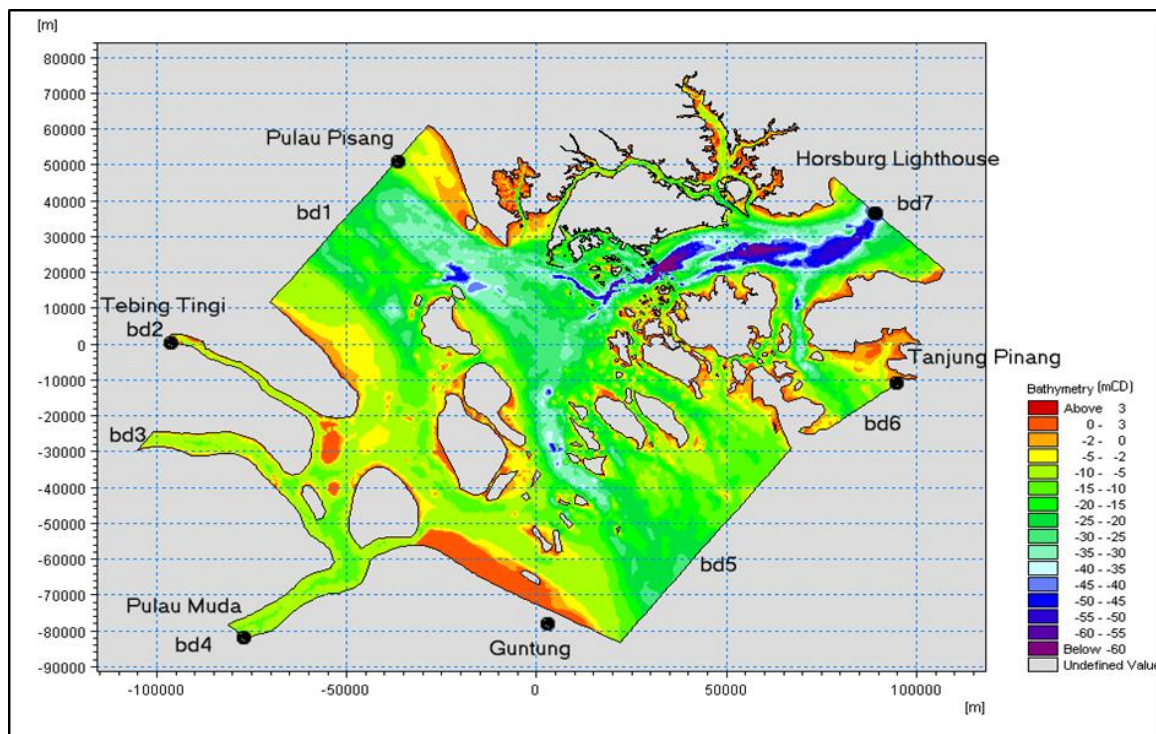 [m]
80000
70000
60000
50000
40000
30000
20000
10000
0
-10000
-20000
-30000
-40000
-50000
-60000
-70000
-80000
-90000
Pulau Pisang
bd1
Horsburg Lighthouse
bd7
Tebing Tingi
bd2
Tanjung Pinang
bd6
bd3
bd5
Pulau Muda
bd4
Guntung
-100000 -50000 0 50000 100000
[m]
Bathymetry (mCD)
Above 3
0 - 3
-2 - 0
-5 - -2
-10 - -5
-15 - -10
-20 - -15
-25 - -20
-30 - -25
-35 - -30
-40 - -35
-45 - -40
-50 - -45
-55 - -50
-60 - -55
Below -60
Undefined Value